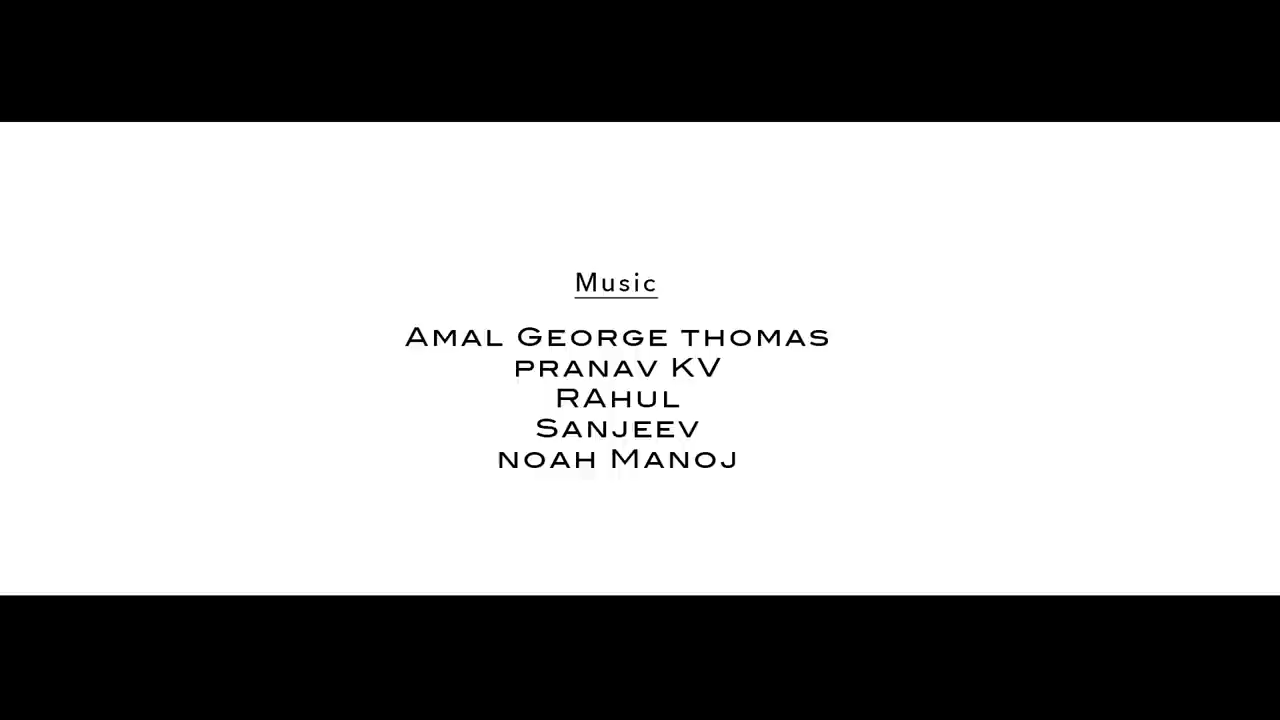 Music
Amal George thomas
pranav KV
RAhul
Sanjeev
noah Manoj